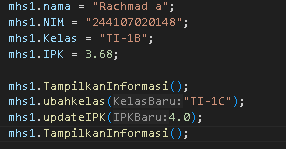 mhs1.nama = "Rachmad a";
mhs1.NIM = "244107020148";
mhs1.Kelas = "TI-1B";
mhs1.IPK = 3.68;
mhs1.TampilkanInformasi();
mhs1.ubahkelas(KelasBaru:"TI-1C");
mhs1.updateIPK(IPKBaru:4.0);
mhs1.TampilkanInformasi();